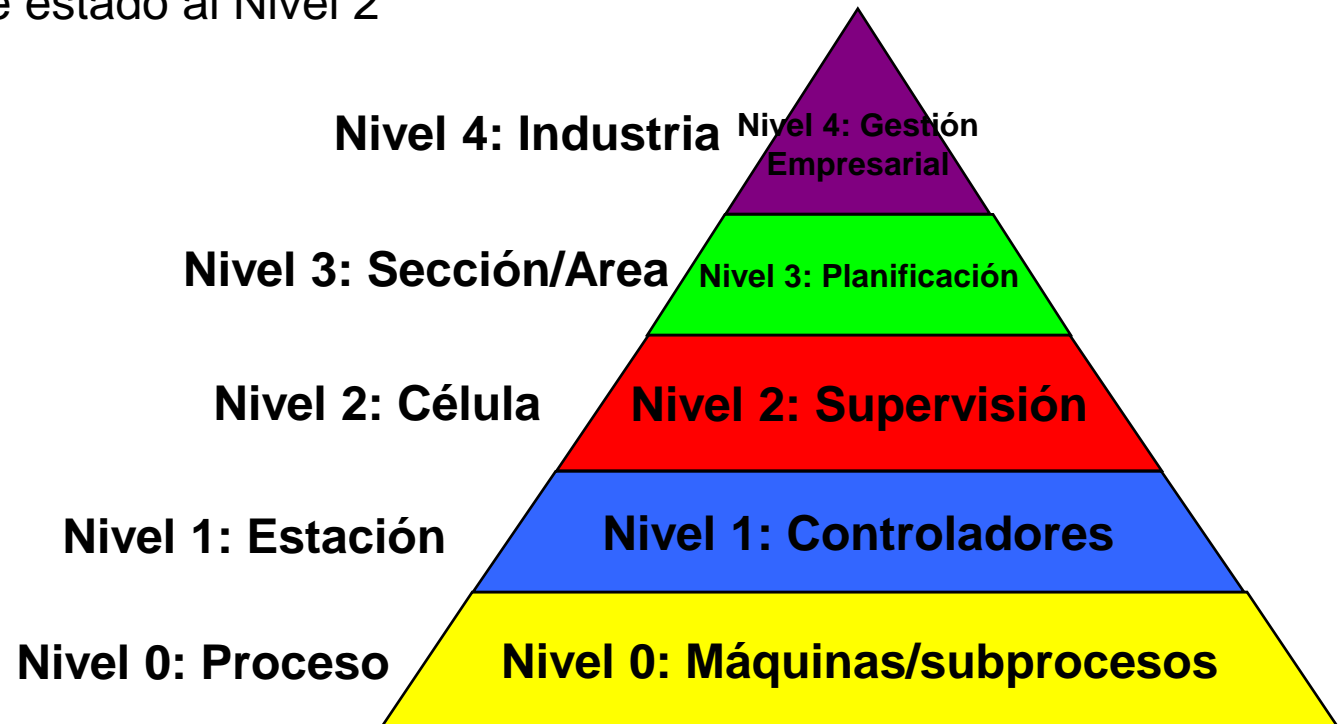 e estado al Nivel 2
Nivel 4: Industria
Nivel 4: Gestión
Empresarial
Nivel 3: Sección/Area
Nivel 3: Planificación
Nivel 2: Célula
Nivel 2: Supervisión
Nivel 1: Estación
Nivel 1: Controladores
Nivel 0: Proceso
Nivel 0: Máquinas/subprocesos